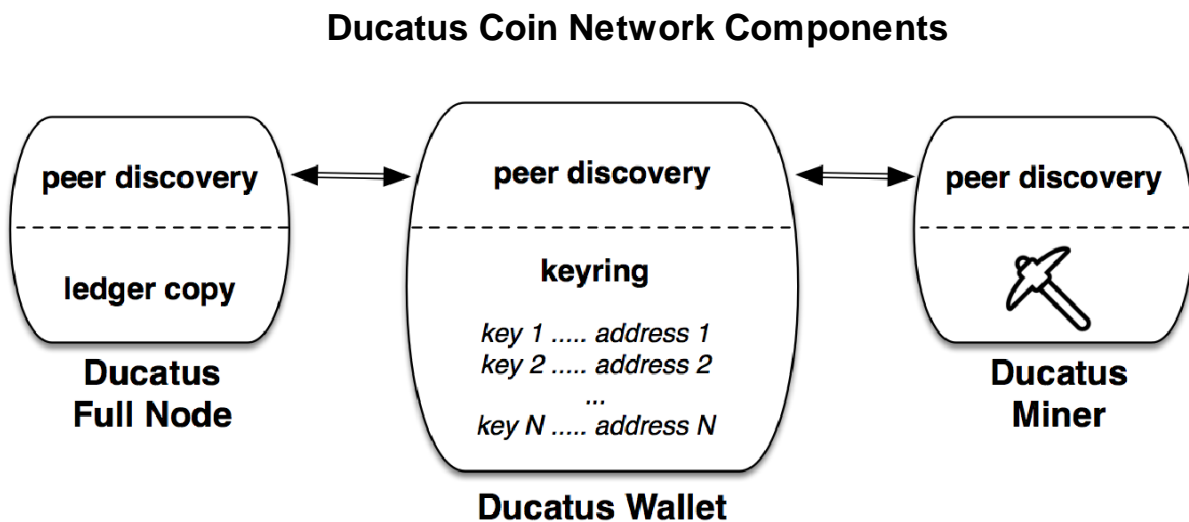 Ducatus Coin Network Components
peer discovery
ledger copy
Ducatus
Full Node
peer discovery
keyring
key 1 ..... address 1
key 2 ..... address 2
...
key N ..... address N
Ducatus Wallet
peer discovery
Ducatus
Miner